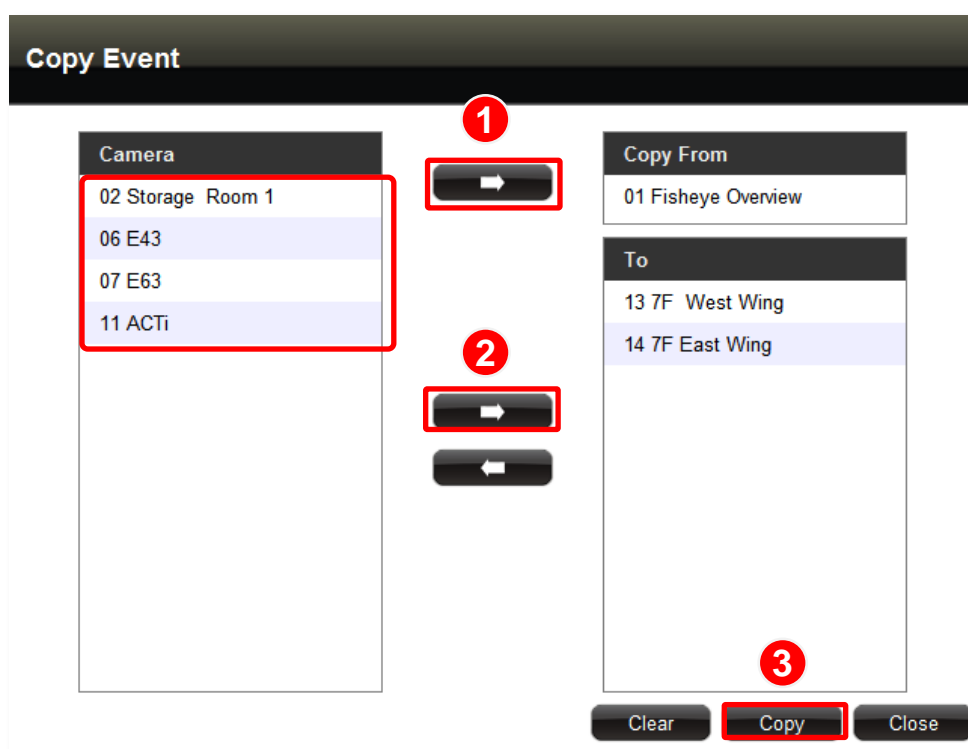 Copy Event
1
Camera
02 Storage Room 1
06 E43
07 E63
11 ACTi
Copy From
01 Fisheye Overview
To
13 7F West Wing
14 7F East Wing
2
3
Clear
Copy
Close